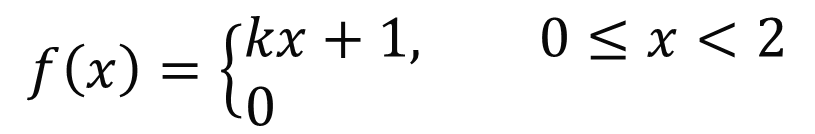 f(x) = {kx + 1, 0 ≤ x < 2
0